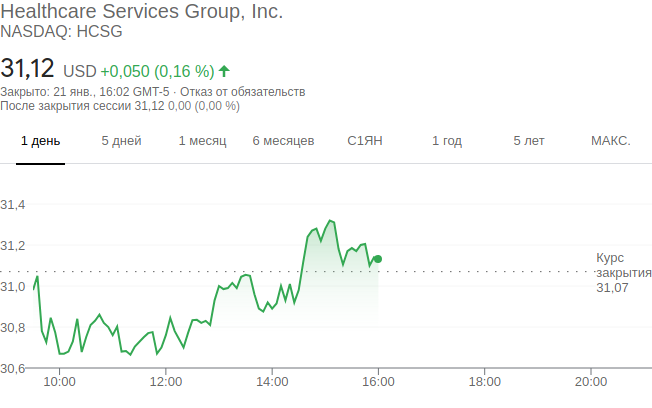 Healthcare Services Group, Inc.
NASDAQ: HCSG
31,12 USD +0,050 (0,16 %)
Закрыто: 21 янв., 16:02 GMT-5 · Отказ от обязательств
После закрытия сессии 31,12 0,00 (0,00 %)
1 день 5 дней 1 месяц 6 месяцев С1ЯН 1 год 5 лет МАКС.
31,4
31,2
Курс
закрытия
31,07
31,0
30,8
30,6
10:00 12:00 14:00 16:00 18:00 20:00